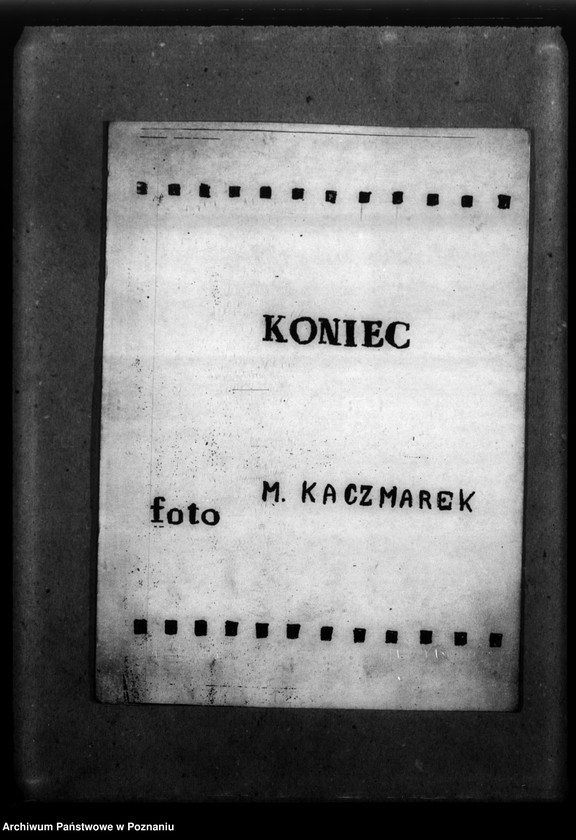 KONIEC
foto M. KACZMAREK
Archiwum Państwowe w Poznaniu